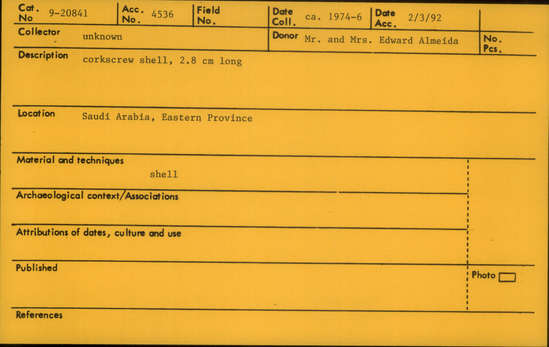 Cat. No 9-20841 Acc. No. 4536 Field No. Date Coll. ca. 1974-6 Date Acc. 2/3/92
Collector unknown Donor Mr. and Mrs. Edward Almeida No. Pcs.
Description corkscrew shell, 2.8 cm long
Location Saudi Arabia, Eastern Province
Material and techniques
shell
Archaeological context/Associations
Attributions of dates, culture and use
Published
Photo
References